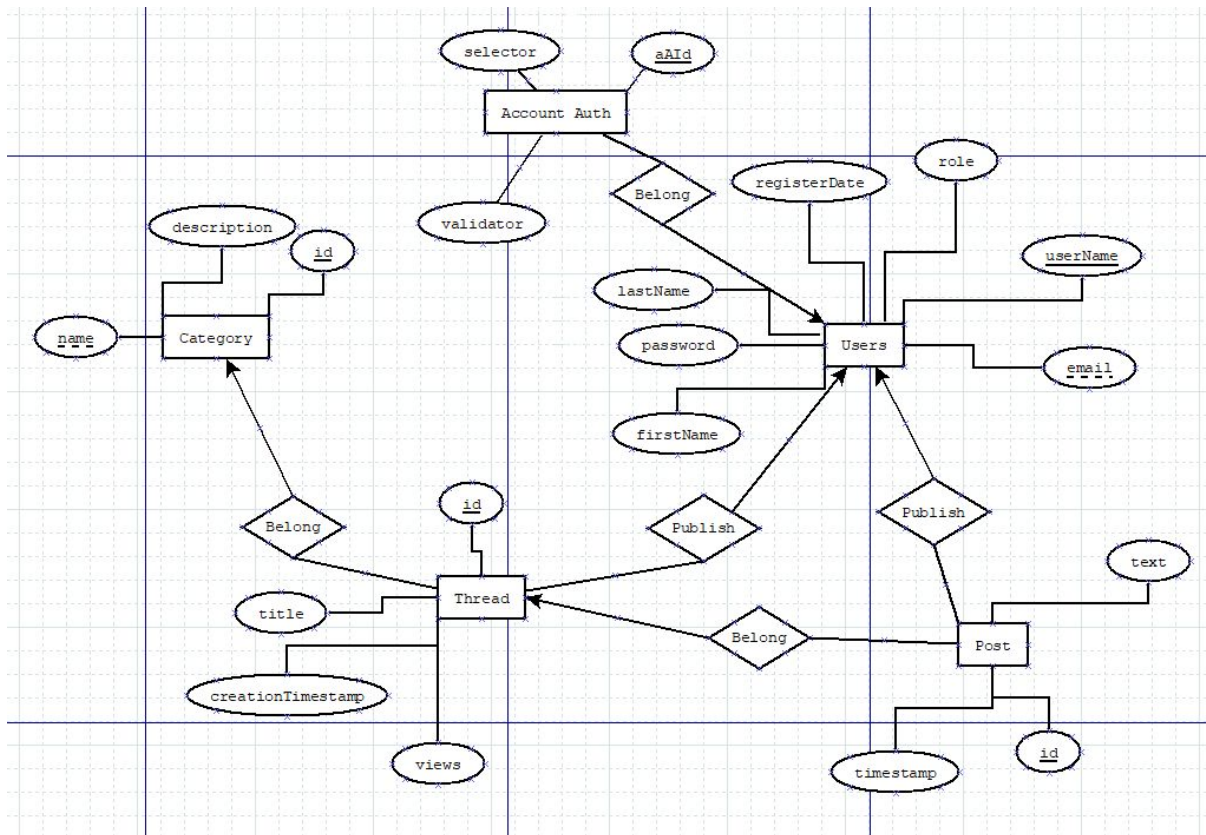 selector
aAId
Account Auth
role
registerDate
Belong
validator
description
id
userName
lastName
name
Category
password
Users
email
firstName
id
Belong
Publish
Publish
text
Thread
title
Belong
Post
creationTimestamp
views
timestamp
id